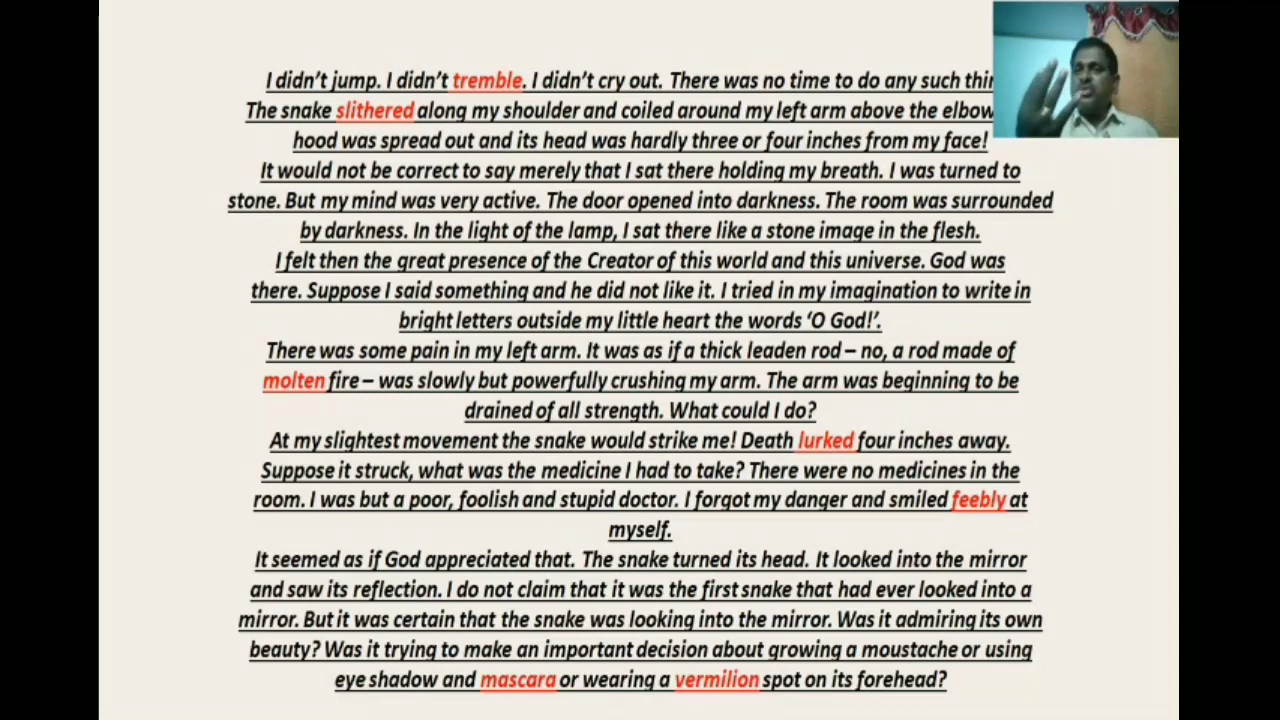 I didn't jump. I didn't tremble. I didn't cry out. There was no time to do any such
The snake slithered along my shoulder and coiled around my left arm above the elbow
hood was spread out and its head was hardly three or four inches from my face!
It would not be correct to say merely that I sat there holding my breath. I was turned to
stone. But my mind was very active. The door opened into darkness. The room was surrounded
by darkness. In the light of the lamp, I sat there like a stone image in the flesh.
I felt then the great presence of the Creator of this world and this universe. God was
there. Suppose I said something and he did not like it. I tried in my imagination to write in
bright letters outside my little heart the words ‘O God!’.
There was some pain in my left arm. It was as if a thick leaden rod – no, a rod made of
molten fire – was slowly but powerfully crushing my arm. The arm was beginning to be
drained of all strength. What could I do?
At my slightest movement the snake would strike me! Death lurked four inches away.
Suppose it struck, what was the medicine I had to take? There were no medicines in the
room. I was but a poor, foolish and stupid doctor. I forgot my danger and smiled feebly at
myself.
It seemed as if God appreciated that. The snake turned its head. It looked into the mirror
and saw its reflection. I do not claim that it was the first snake that had ever looked into a
mirror. But it was certain that the snake was looking into the mirror. Was it admiring its own
beauty? Was it trying to make an important decision about growing a moustache or using
eye shadow and mascara or wearing a vermilion spot on its forehead?